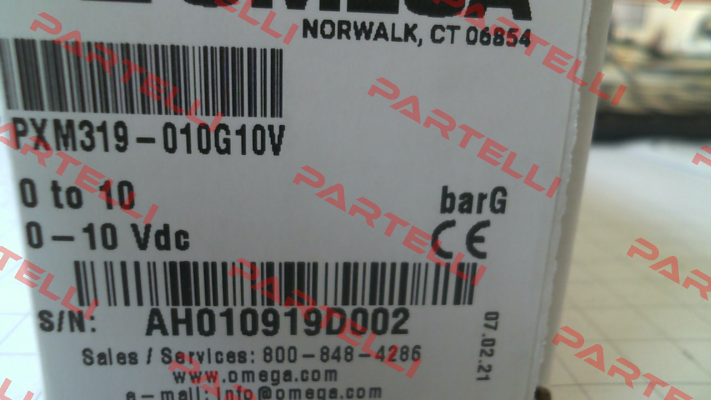 OMEGA
NORWALK, CT 06854
PXM319-010G10V
0 to 10 barG
0-10 Vdc CE
S/N: AH010919D002
07.02.21
Sales / Services: 800-848-4286
www.omega.com
e-mail: info@omega.com
PARTELLI
PARTELLI
PARTELLI
PARTELLI
PARTELLI
PARTELLI
PARTELLI
PARTELLI